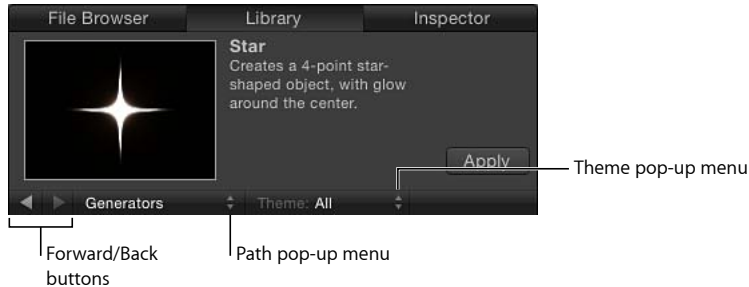 File Browser
Library
Inspector
Star
Creates a 4-point star-
shaped object, with glow
around the center.
Apply
Theme pop-up menu
Generators
Theme: All
Forward/Back
buttons
Path pop-up menu